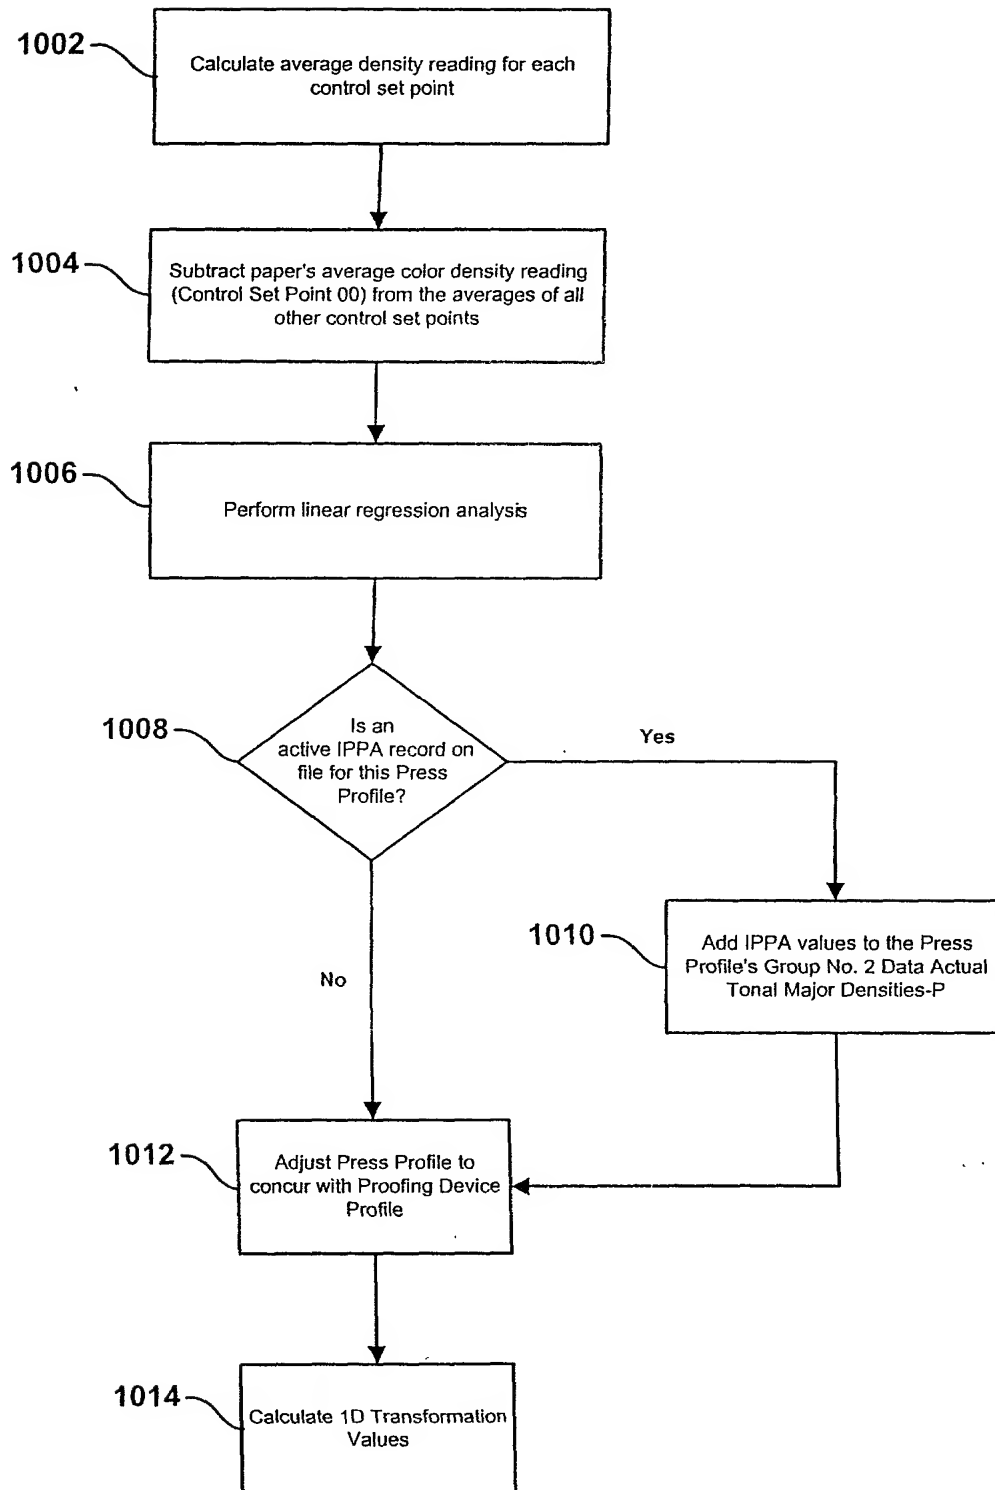 1002
Calculate average density reading for each
control set point
1004
Subtract paper's average color density reading
(Control Set Point 00) from the averages of all
other control set points
1006
Perform linear regression analysis
1008
Is an
active IPPA record on
file for this Press
Profile?
Yes
No
1010
Add IPPA values to the Press
Profile's Group No. 2 Data Actual
Tonal Major Densities-P
1012
Adjust Press Profile to
concur with Proofing Device
Profile
1014
Calculate 1D Transformation
Values